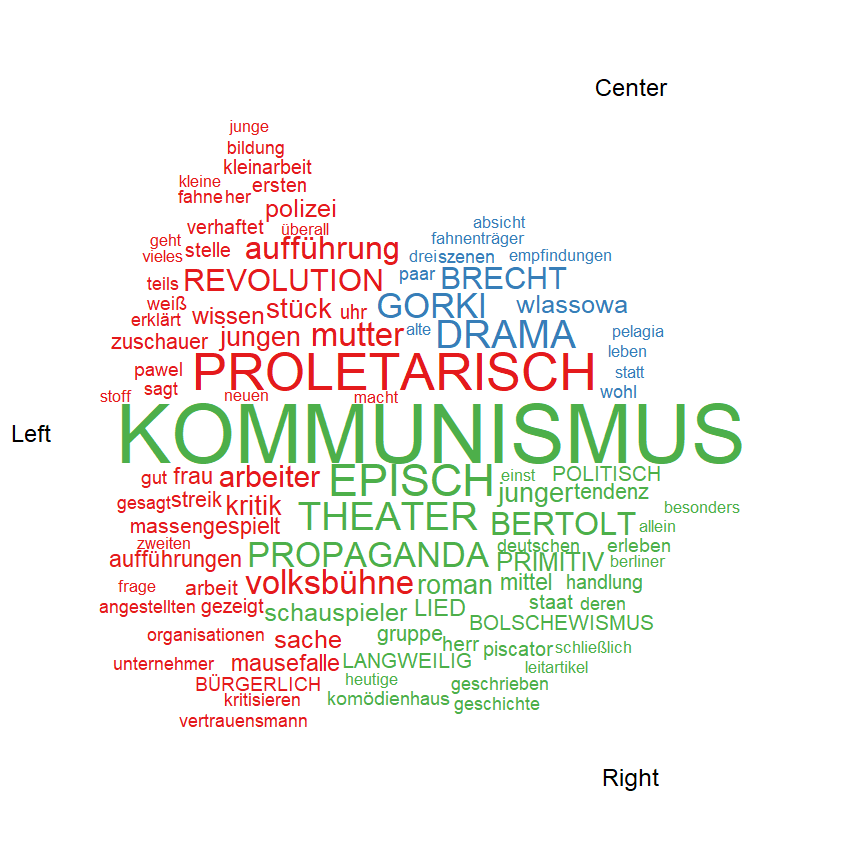 Center
junge
bildung
kleinarbeit
kleine ersten
fahne her
polizei
absicht
verhaftet überall
fahnenträger
geht
vieles stelle aufführung drei szenen empfindungen
teils REVOLUTION paar BRECHT
weiß stück uhr GORKI wlassowa
erklärt wissen
zuschauer jungen mutter alte DRAMA pelagia
leben
pawel PROLETARISCH statt
sagt wohl
stoff neuen macht
Left KOMMUNISMUS
gut frau arbeiter EPISCH einst POLITISCH
gesagt streik kritik junger tendenz
besonders
massen gespielt THEATER BERTOLT allein
zweiten
aufführungen PROPAGANDA deutschen erleben
PRIMITIV berliner
frage arbeit volksbühne roman mittel handlung
angestellten gezeigt schauspieler LIED staat deren
BOLSCHEWISMUS
organisationen sache gruppe herr piscator schließlich
unternehmer mausefalle LANGWEILIG leitartikel
BÜRGERLICH heutige geschrieben
kritisieren komödienhaus geschichte
vertrauensmann
Right